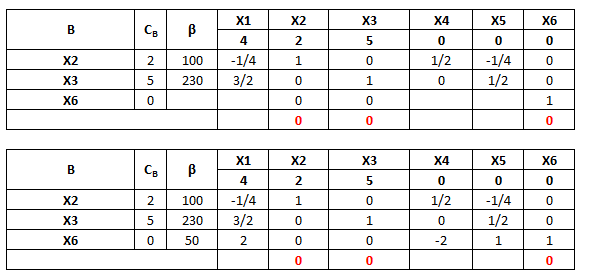 B C_B β X1 X2 X3 X4 X5 X6
4 2 5 0 0 0
X2 2 100 -1/4 1 0 1/2 -1/4 0
X3 5 230 3/2 0 1 0 1/2 0
X6 0 0 0 1
0 0 0
B C_B β X1 X2 X3 X4 X5 X6
4 2 5 0 0 0
X2 2 100 -1/4 1 0 1/2 -1/4 0
X3 5 230 3/2 0 1 0 1/2 0
X6 0 50 2 0 0 -2 1 1
0 0 0